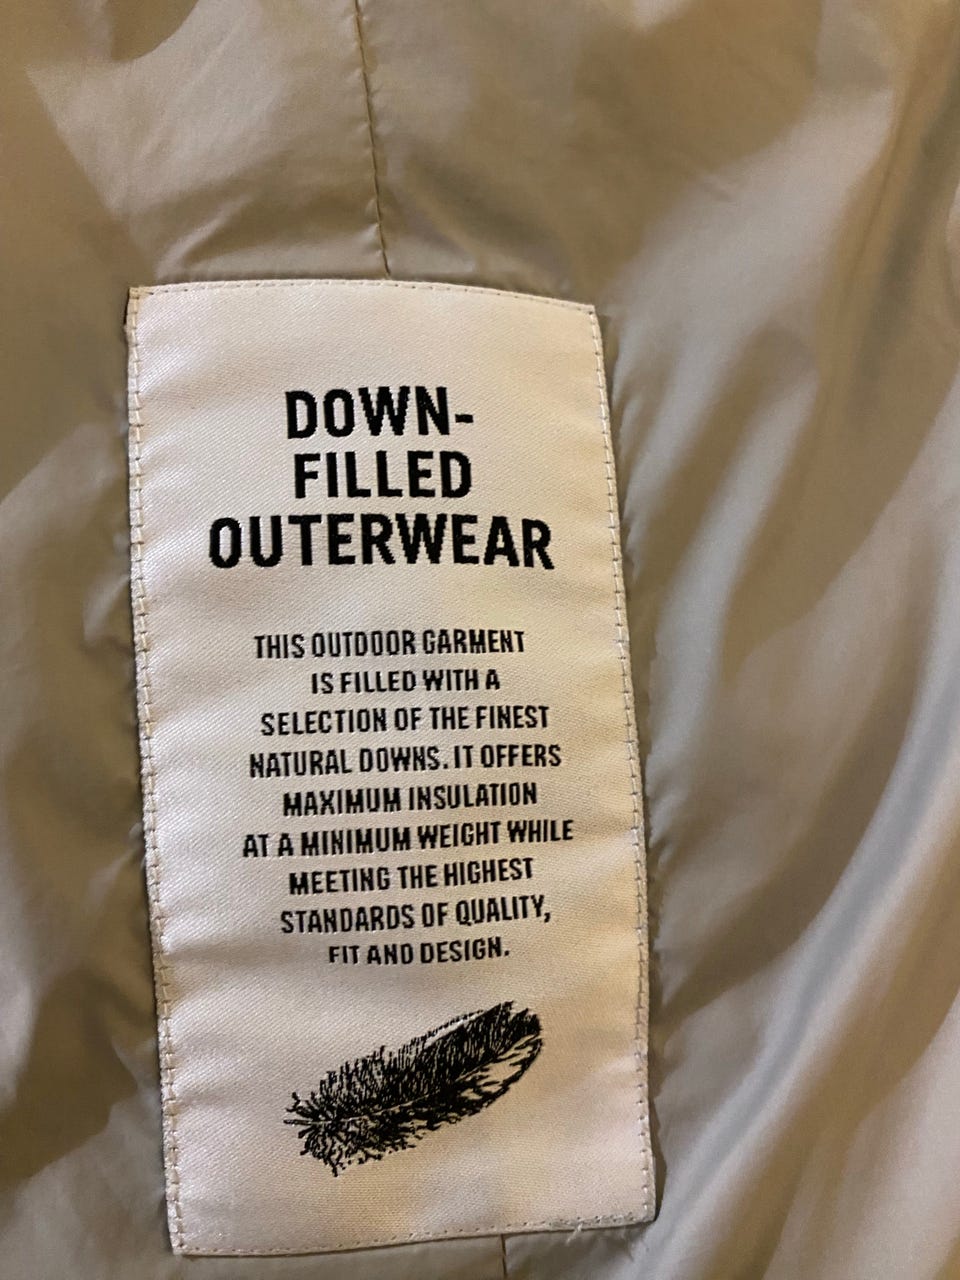 DOWN-
FILLED
OUTERWEAR
THIS OUTDOOR GARMENT
IS FILLED WITH A
SELECTION OF THE FINEST
NATURAL DOWNS. IT OFFERS
MAXIMUM INSULATION
AT A MINIMUM WEIGHT WHILE
MEETING THE HIGHEST
STANDARDS OF QUALITY,
FIT AND DESIGN.